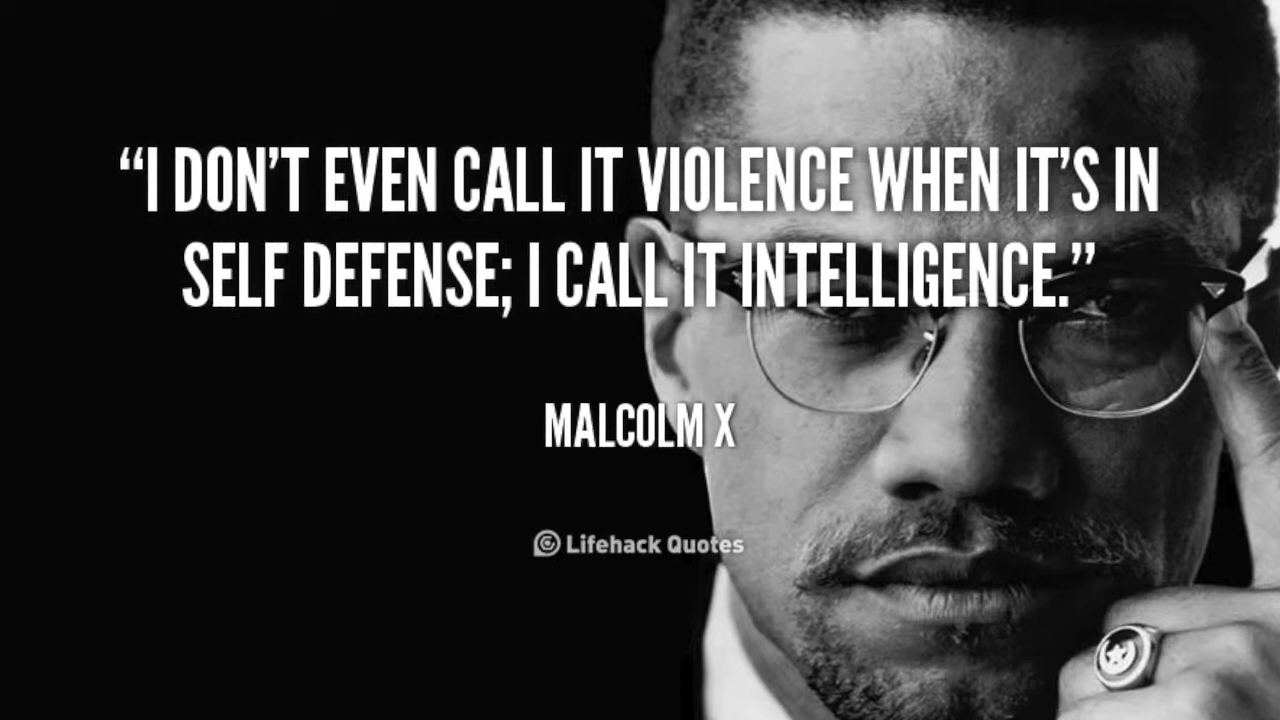 “I DON’T EVEN CALL IT VIOLENCE WHEN IT’S IN
SELF DEFENSE; I CALL IT INTELLIGENCE.”
MALCOLM X
Lifehack Quotes